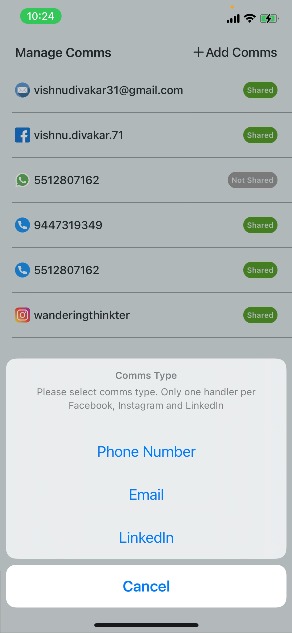 10:24
Manage Comms
+Add Comms
vishnudivakar31@gmail.com Shared
vishnu.divakar.71 Shared
5512807162 Not Shared
9447319349 Shared
5512807162 Shared
wanderingthinkter Shared
Comms Type
Please select comms type. Only one handler per
Facebook, Instagram and LinkedIn
Phone Number
Email
LinkedIn
Cancel